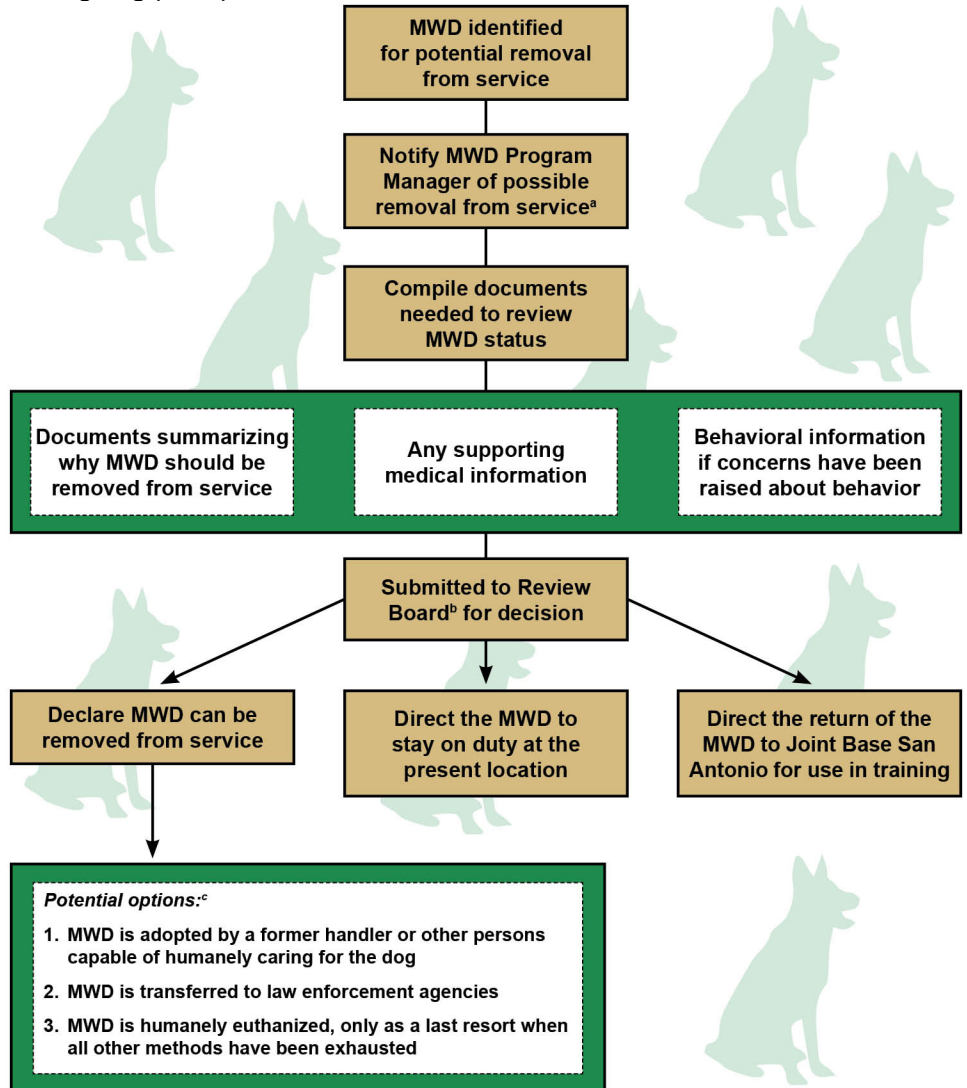 MWD identified
for potential removal
from service
Notify MWD Program
Manager of possible
removal from serviceᵃ
Compile documents
needed to review
MWD status
Documents summarizing
why MWD should be
removed from service
Any supporting
medical information
Behavioral information
if concerns have been
raised about behavior
Submitted to Review
Boardᵇ for decision
Declare MWD can be
removed from service
Direct the MWD to
stay on duty at the
present location
Direct the return of the
MWD to Joint Base San
Antonio for use in training
Potential options:ᶜ
1. MWD is adopted by a former handler or other persons
capable of humanely caring for the dog
2. MWD is transferred to law enforcement agencies
3. MWD is humanely euthanized, only as a last resort when
all other methods have been exhausted